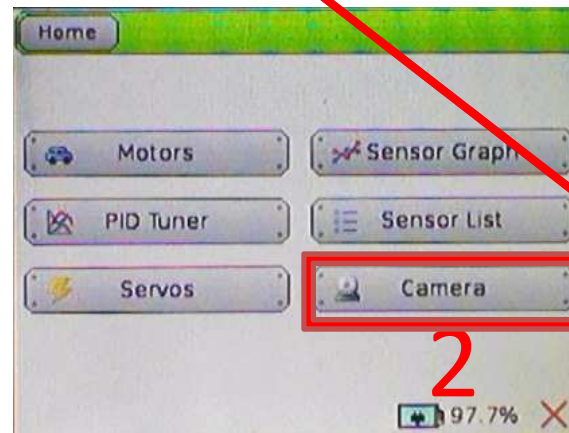 Home
Motors
Sensor Graph
PID Tuner
Sensor List
Servos
Camera
2
97.7%